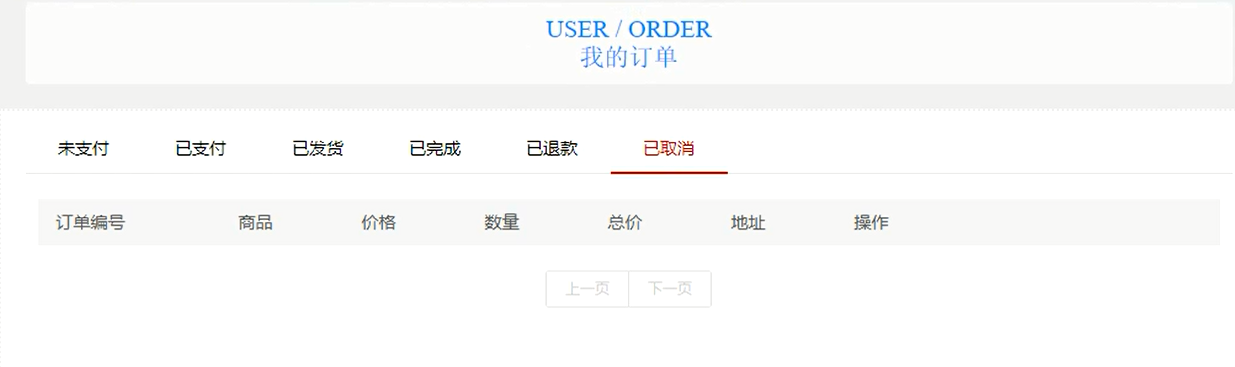 USER / ORDER
我的订单
未支付 已支付 已发货 已完成 已退款 已取消
订单编号 商品 价格 数量 总价 地址 操作
上一页 下一页